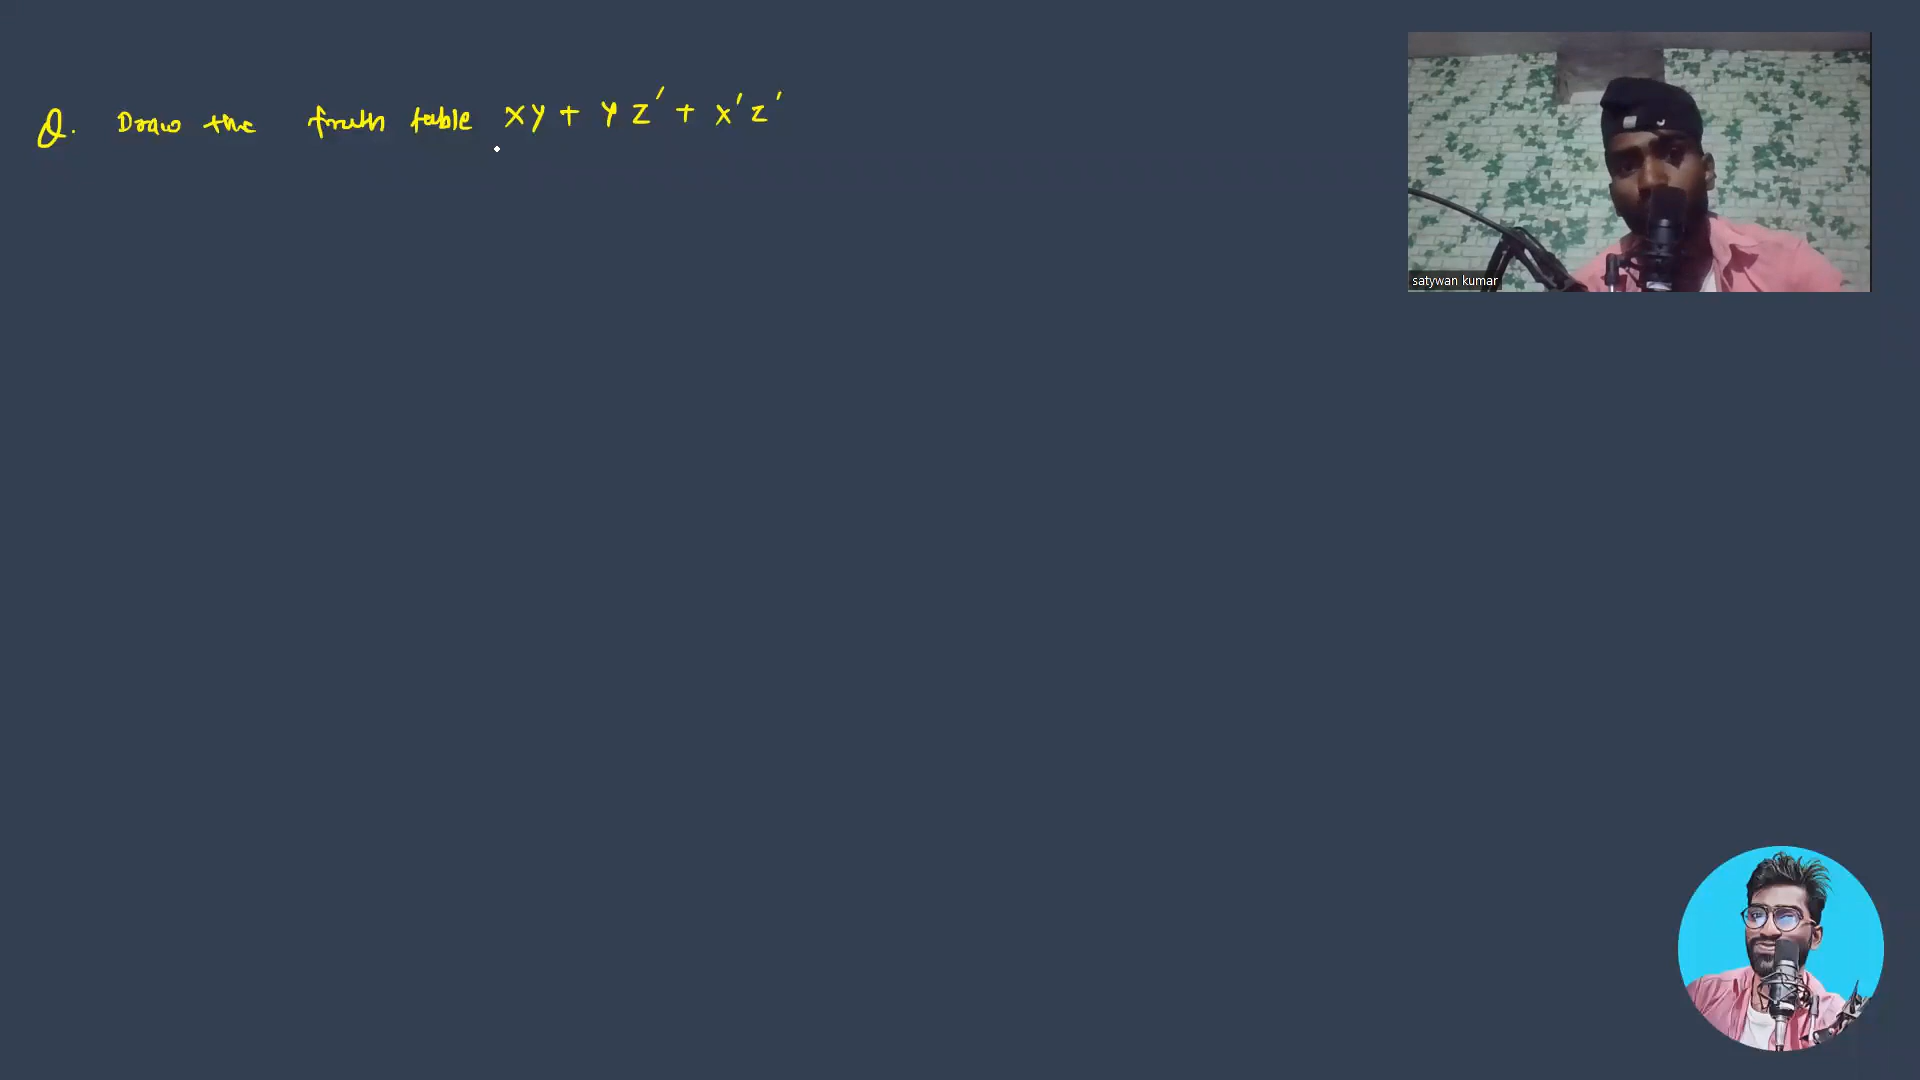 Q. Draw the truth table xy + yz' + x'z'
satywan kumar